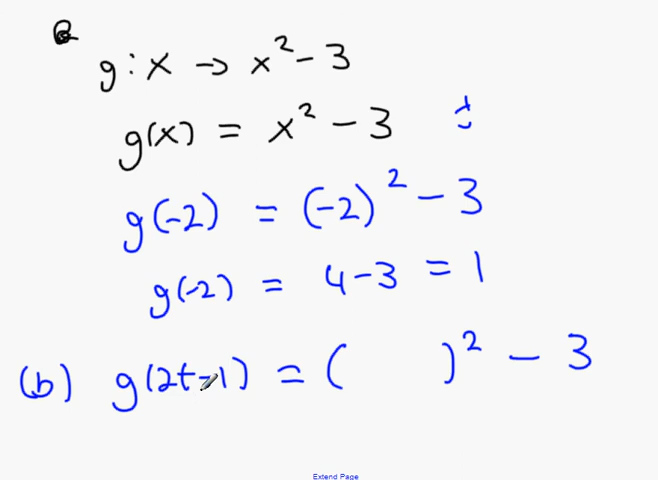 g : x → x² - 3
g(x) = x² - 3
g(-2) = (-2)² - 3
g(-2) = 4 - 3 = 1
(b) g(2t-1) = (    )² - 3
Extend Page